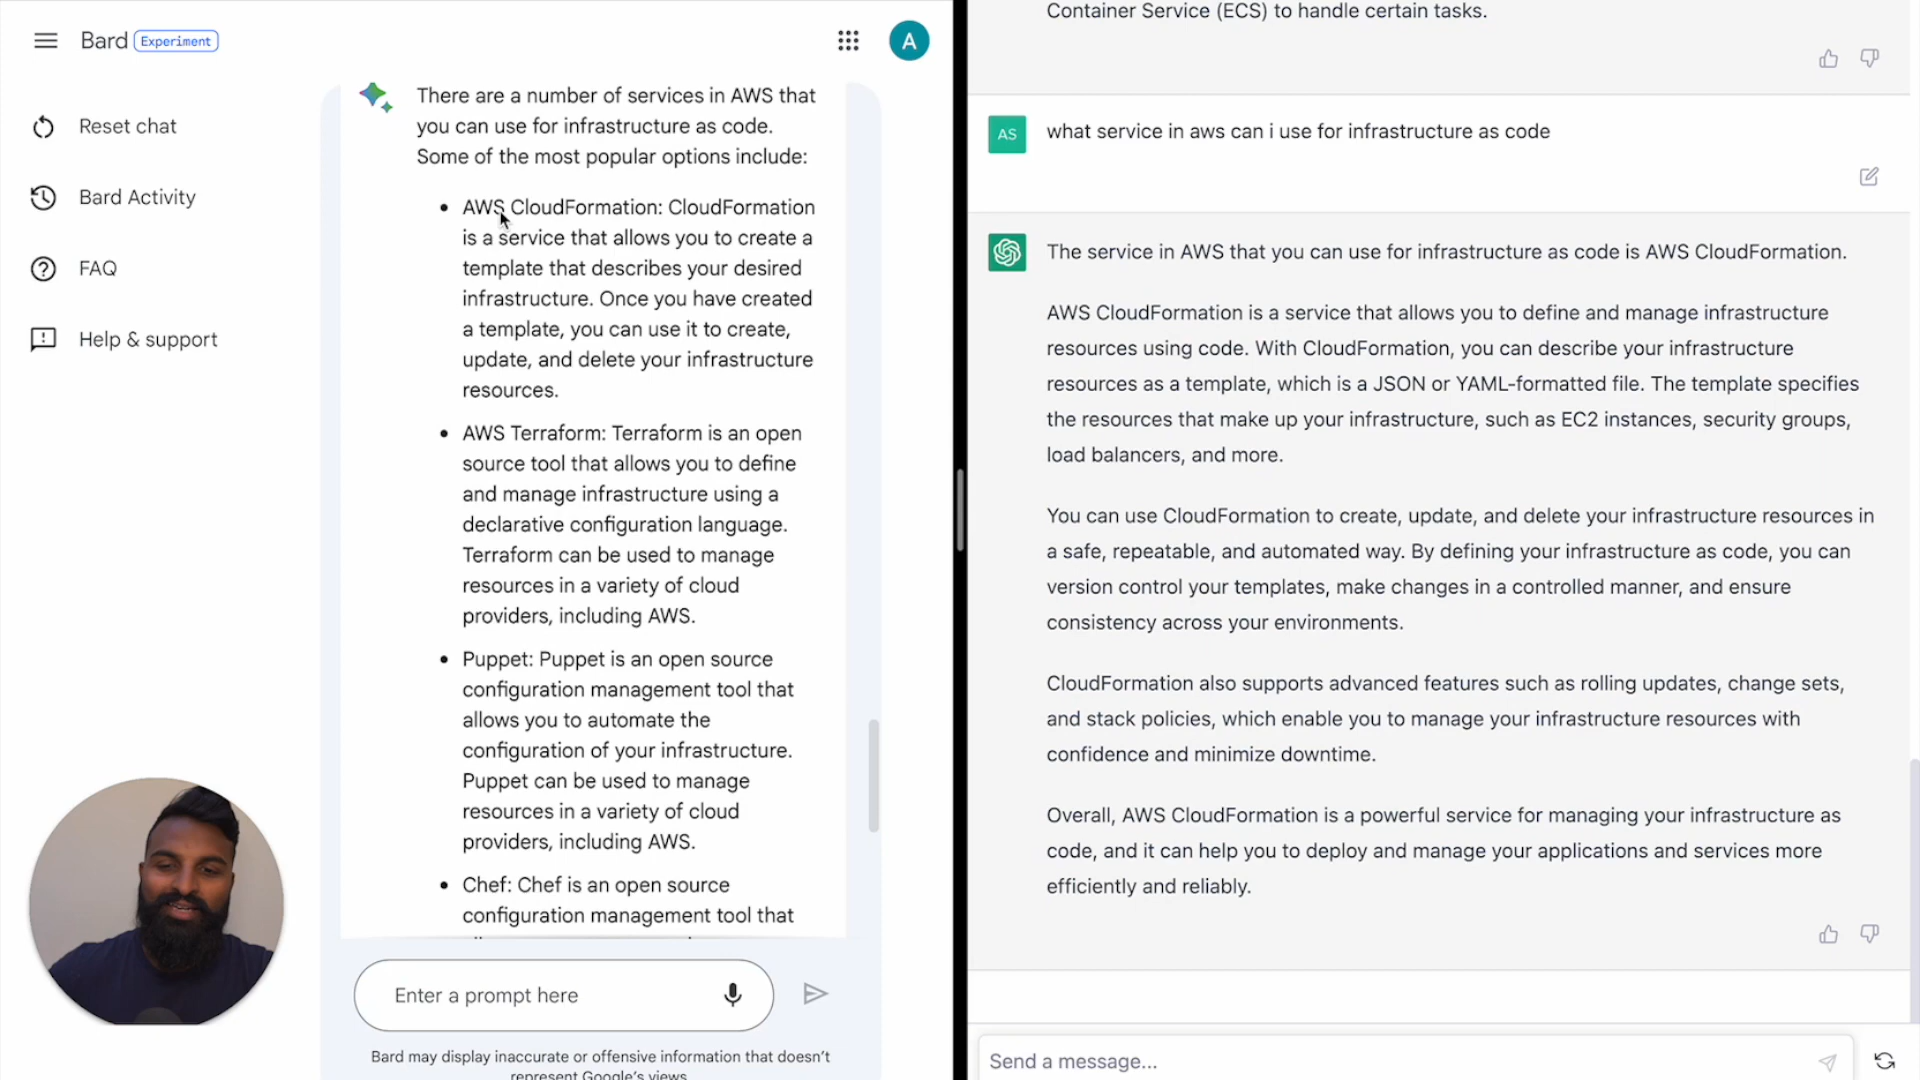 Bard Experiment
A
Reset chat
Bard Activity
FAQ
Help & support
There are a number of services in AWS that
you can use for infrastructure as code.
Some of the most popular options include:
• AWS CloudFormation: CloudFormation
is a service that allows you to create a
template that describes your desired
infrastructure. Once you have created
a template, you can use it to create,
update, and delete your infrastructure
resources.
• AWS Terraform: Terraform is an open
source tool that allows you to define
and manage infrastructure using a
declarative configuration language.
Terraform can be used to manage
resources in a variety of cloud
providers, including AWS.
• Puppet: Puppet is an open source
configuration management tool that
allows you to automate the
configuration of your infrastructure.
Puppet can be used to manage
resources in a variety of cloud
providers, including AWS.
• Chef: Chef is an open source
configuration management tool that
Enter a prompt here
Bard may display inaccurate or offensive information that doesn't
represent Google's views.
Container Service (ECS) to handle certain tasks.
AS
what service in aws can i use for infrastructure as code
The service in AWS that you can use for infrastructure as code is AWS CloudFormation.
AWS CloudFormation is a service that allows you to define and manage infrastructure
resources using code. With CloudFormation, you can describe your infrastructure
resources as a template, which is a JSON or YAML-formatted file. The template specifies
the resources that make up your infrastructure, such as EC2 instances, security groups,
load balancers, and more.
You can use CloudFormation to create, update, and delete your infrastructure resources in
a safe, repeatable, and automated way. By defining your infrastructure as code, you can
version control your templates, make changes in a controlled manner, and ensure
consistency across your environments.
CloudFormation also supports advanced features such as rolling updates, change sets,
and stack policies, which enable you to manage your infrastructure resources with
confidence and minimize downtime.
Overall, AWS CloudFormation is a powerful service for managing your infrastructure as
code, and it can help you to deploy and manage your applications and services more
efficiently and reliably.
Send a message...